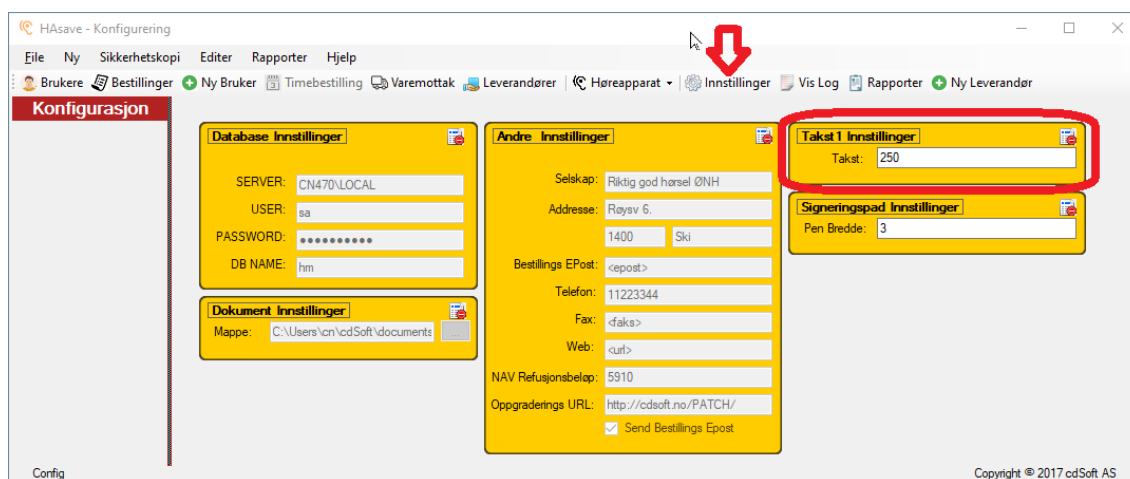 HAsave - Konfigurering
File Ny Sikkerhetskopi Editer Rapporter Hjelp
Brukere Bestillinger Ny Bruker Timebestilling Varemottak Leverandører Høreapparat Innstillinger Vis Log Rapporter Ny Leverandør
Konfigurasjon
Database Innstillinger
SERVER: CN470\LOCAL
USER: sa
PASSWORD: ●●●●●●●●●●
DB NAME: hm
Dokument Innstillinger
Mappe: C:\Users\cn\cdSoft\documents ...
Andre Innstillinger
Selskap: Riktig god hørsel ØNH
Addresse: Røysv 6.
1400 Ski
Bestillings EPost: <epost>
Telefon: 11223344
Fax: <faks>
Web: <url>
NAV Refusjonsbeløp: 5910
Oppgraderings URL: http://cdsoft.no/PATCH/
Send Bestillings Epost
Takst1 Innstillinger
Takst: 250
Signeringspad Innstillinger
Pen Bredde: 3
Config
Copyright © 2017 cdSoft AS